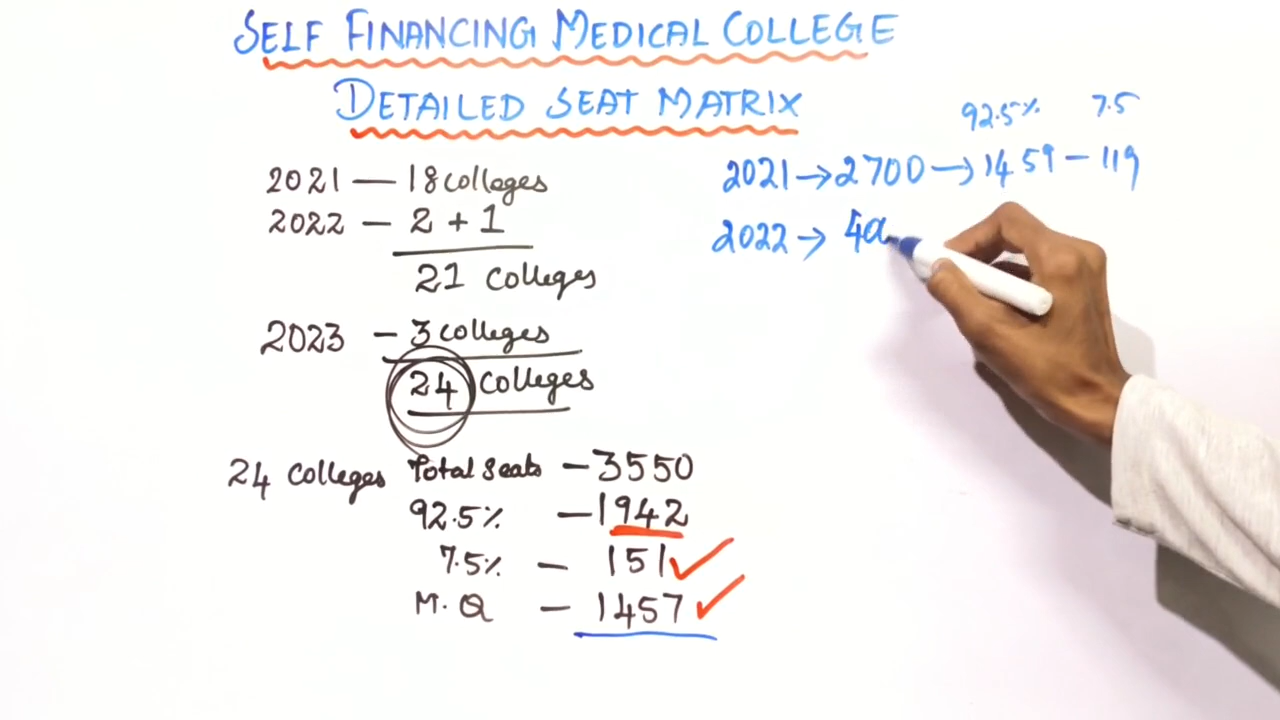 SELF FINANCING MEDICAL COLLEGE
DETAILED SEAT MATRIX
2021 — 18 colleges
2022 — 2 + 1
21 colleges
2023 — 3 colleges
24 colleges
24 colleges Total seats — 3550
92.5% — 1942
7.5% — 151
M.Q — 1457
92.5% 7.5
2021 → 2700 → 1459 — 119
2022 →